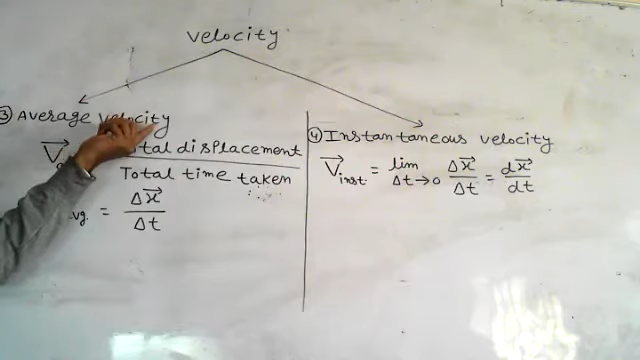 velocity
③ Average velocity
④ Instantaneous velocity
V⃗ Total displacement
Total time taken
avg. = Δx⃗ / Δt
V⃗inst. = lim Δt→0 Δx⃗ / Δt = dx⃗ / dt